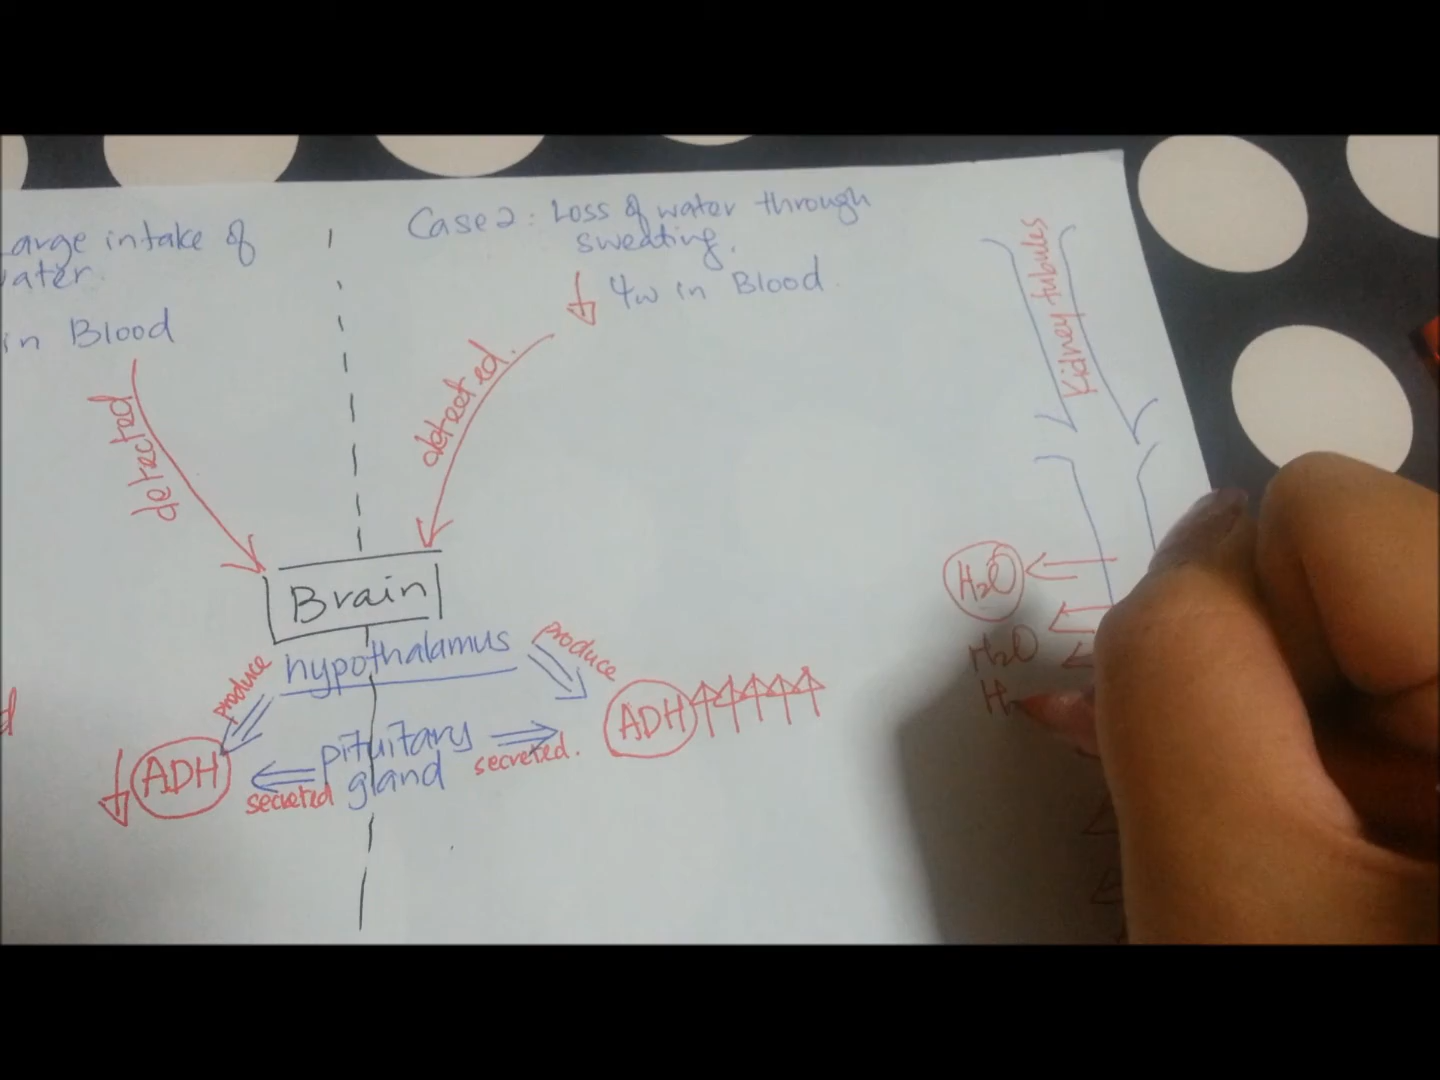 arge intake of
ater
in Blood
detected
Case 2: Loss of water through
sweating.
↓ Ψw in Blood
detected.
Kidney tubules
Brain
hypothalamus
produce
produce
pituitary
gland
secreted
secreted.
↓ ADH
ADH ↑↑↑↑↑
H₂O
H₂O
H